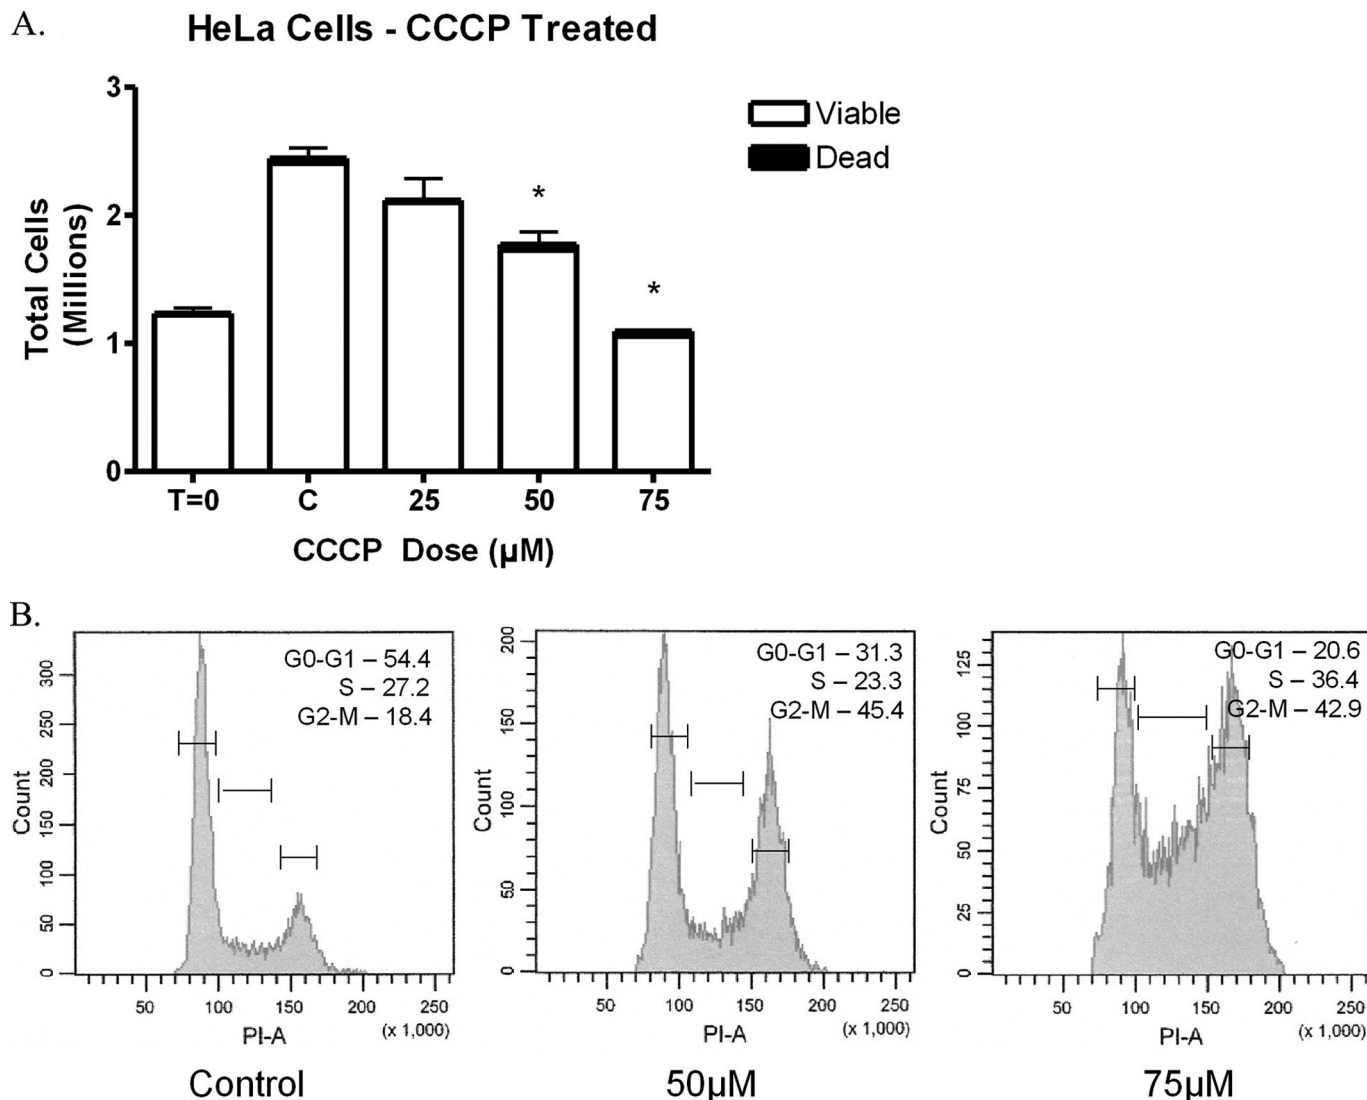 A.
HeLa Cells - CCCP Treated
3
2
1
0
Total Cells
(Millions)
Viable
Dead
*
*
T=0 C 25 50 75
CCCP Dose (µM)
B.
300
250
200
150
100
50
0
Count
G0-G1 – 54.4
S – 27.2
G2-M – 18.4
50 100 150 200 250
PI-A (x 1,000)
Control
200
150
100
50
0
Count
G0-G1 – 31.3
S – 23.3
G2-M – 45.4
50 100 150 200 250
PI-A (x 1,000)
50µM
125
100
75
50
25
0
Count
G0-G1 – 20.6
S – 36.4
G2-M – 42.9
50 100 150 200 250
PI-A (x 1,000)
75µM